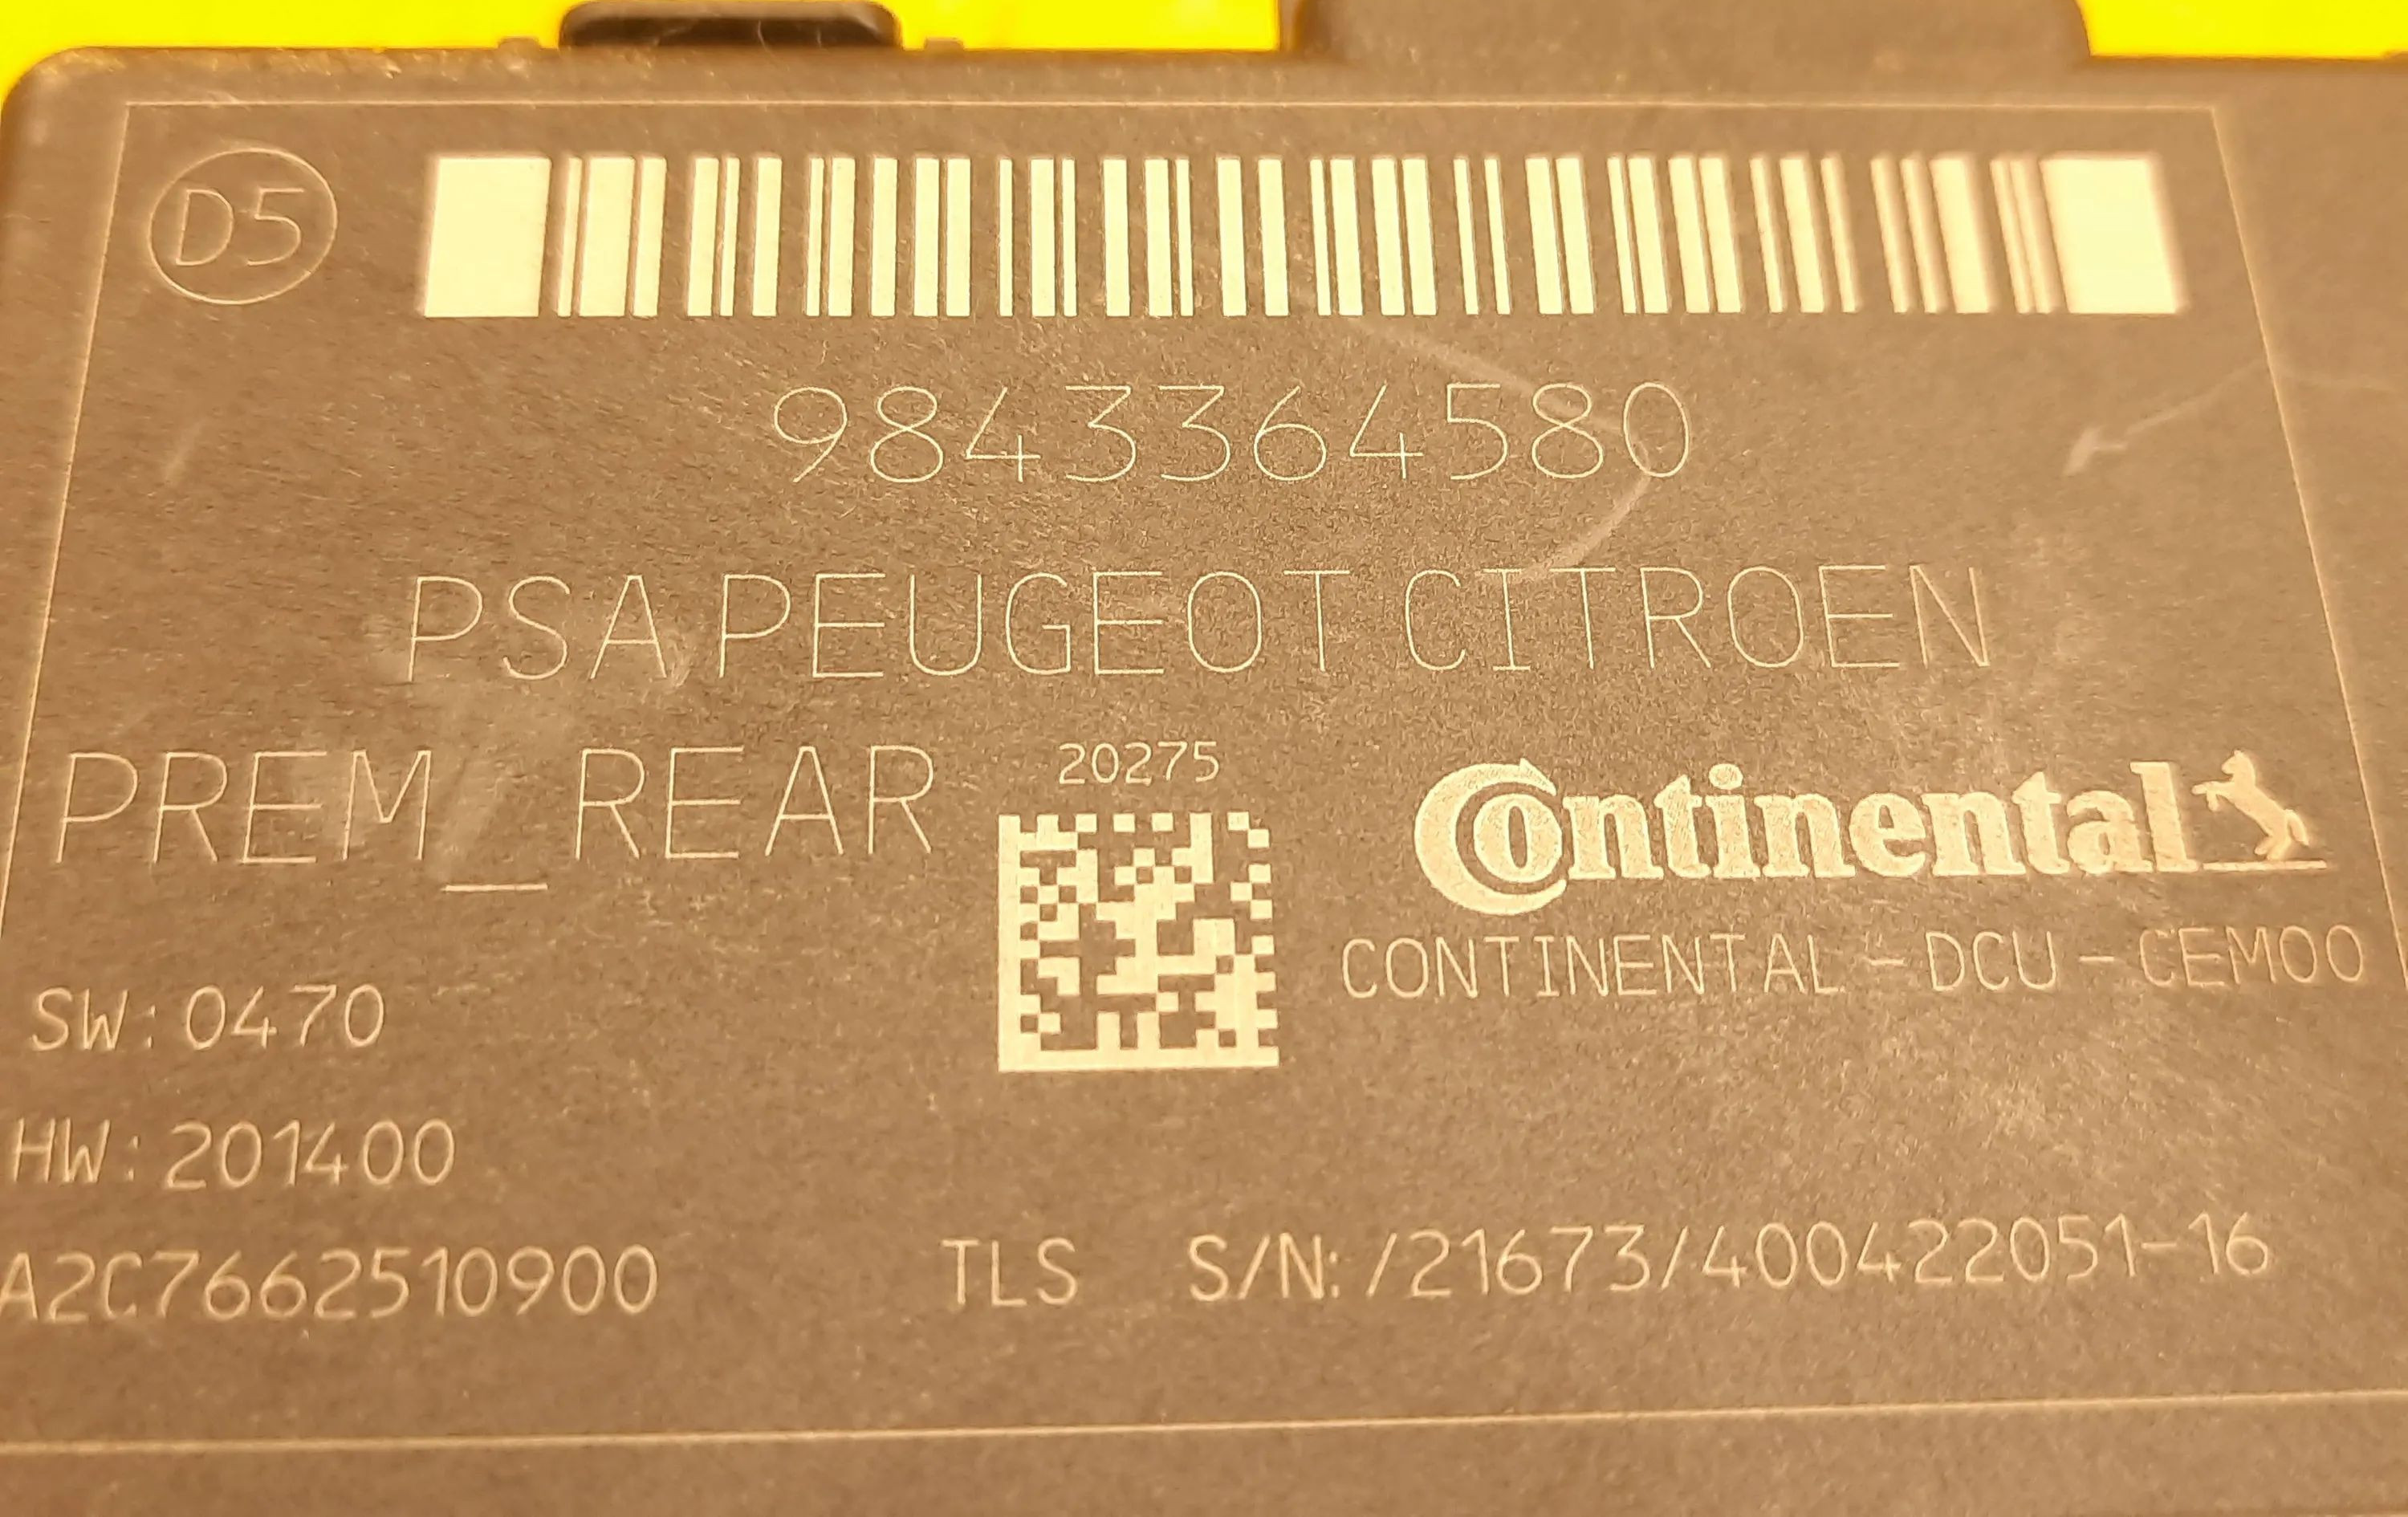 D5
9843364580
PSA PEUGEOT CITROEN
PREM_REAR
20275
Continental
CONTINENTAL-DCU-CEM00
SW:0470
HW:201400
A2C7662510900 TLS S/N:/21673/400422051-16